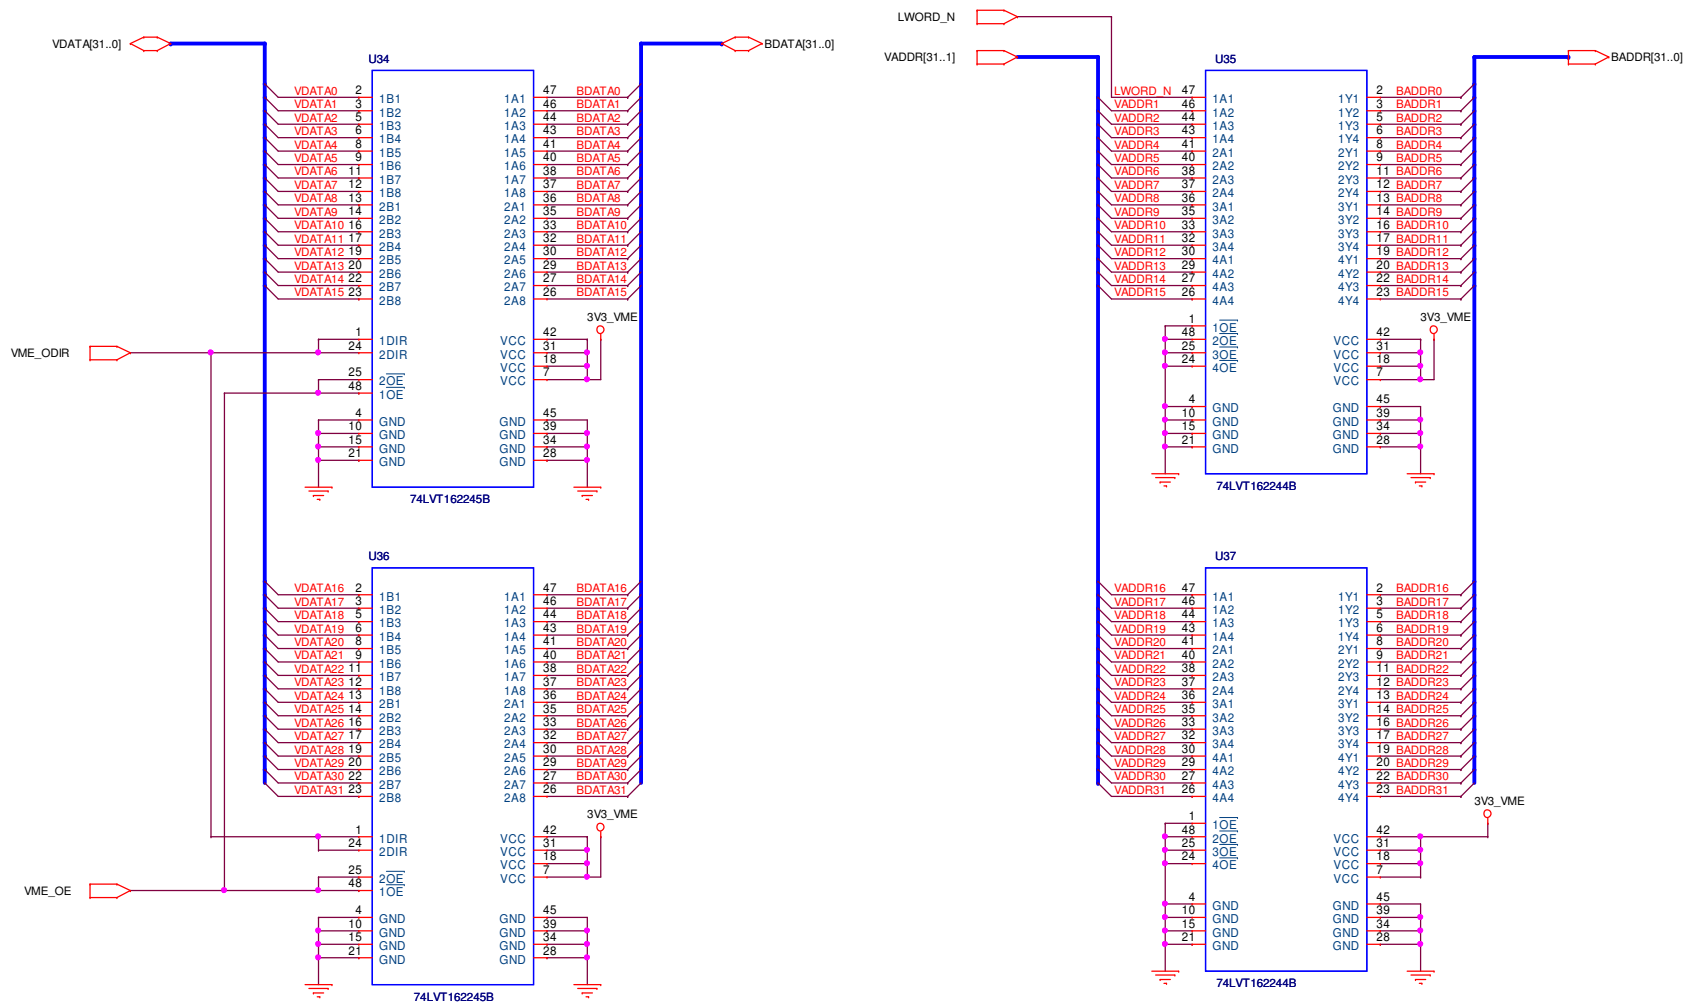 LWORD_N
VDATA[31..0] BDATA[31..0] VADDR[31..1] BADDR[31..0]
U34 U35
VDATA0 2 1B1 1A1 47 BDATA0 LWORD_N 47 1A1 1Y1 2 BADDR0
VDATA1 3 1B2 1A2 46 BDATA1 VADDR1 46 1A2 1Y2 3 BADDR1
VDATA2 5 1B3 1A3 44 BDATA2 VADDR2 44 1A3 1Y3 5 BADDR2
VDATA3 6 1B4 1A4 43 BDATA3 VADDR3 43 1A4 1Y4 6 BADDR3
VDATA4 8 1B5 1A5 41 BDATA4 VADDR4 41 2A1 2Y1 8 BADDR4
VDATA5 9 1B6 1A6 40 BDATA5 VADDR5 40 2A2 2Y2 9 BADDR5
VDATA6 11 1B7 1A7 38 BDATA6 VADDR6 38 2A3 2Y3 11 BADDR6
VDATA7 12 1B8 1A8 37 BDATA7 VADDR7 37 2A4 2Y4 12 BADDR7
VDATA8 13 2B1 2A1 36 BDATA8 VADDR8 36 3A1 3Y1 13 BADDR8
VDATA9 14 2B2 2A2 35 BDATA9 VADDR9 35 3A2 3Y2 14 BADDR9
VDATA10 16 2B3 2A3 33 BDATA10 VADDR10 33 3A3 3Y3 16 BADDR10
VDATA11 17 2B4 2A4 32 BDATA11 VADDR11 32 3A4 3Y4 17 BADDR11
VDATA12 19 2B5 2A5 30 BDATA12 VADDR12 30 4A1 4Y1 19 BADDR12
VDATA13 20 2B6 2A6 29 BDATA13 VADDR13 29 4A2 4Y2 20 BADDR13
VDATA14 22 2B7 2A7 27 BDATA14 VADDR14 27 4A3 4Y3 22 BADDR14
VDATA15 23 2B8 2A8 26 BDATA15 VADDR15 26 4A4 4Y4 23 BADDR15
3V3_VME 3V3_VME
1 1OE
1 1DIR VCC 42 48 2OE VCC 42
VME_ODIR 24 2DIR VCC 31 25 3OE VCC 31
VCC 18 24 4OE VCC 18
25 2OE VCC 7 VCC 7
48 1OE
4 GND GND 45 4 GND GND 45
10 GND GND 39 10 GND GND 39
15 GND GND 34 15 GND GND 34
21 GND GND 28 21 GND GND 28
74LVT162245B 74LVT162244B
U36 U37
VDATA16 2 1B1 1A1 47 BDATA16 VADDR16 47 1A1 1Y1 2 BADDR16
VDATA17 3 1B2 1A2 46 BDATA17 VADDR17 46 1A2 1Y2 3 BADDR17
VDATA18 5 1B3 1A3 44 BDATA18 VADDR18 44 1A3 1Y3 5 BADDR18
VDATA19 6 1B4 1A4 43 BDATA19 VADDR19 43 1A4 1Y4 6 BADDR19
VDATA20 8 1B5 1A5 41 BDATA20 VADDR20 41 2A1 2Y1 8 BADDR20
VDATA21 9 1B6 1A6 40 BDATA21 VADDR21 40 2A2 2Y2 9 BADDR21
VDATA22 11 1B7 1A7 38 BDATA22 VADDR22 38 2A3 2Y3 11 BADDR22
VDATA23 12 1B8 1A8 37 BDATA23 VADDR23 37 2A4 2Y4 12 BADDR23
VDATA24 13 2B1 2A1 36 BDATA24 VADDR24 36 3A1 3Y1 13 BADDR24
VDATA25 14 2B2 2A2 35 BDATA25 VADDR25 35 3A2 3Y2 14 BADDR25
VDATA26 16 2B3 2A3 33 BDATA26 VADDR26 33 3A3 3Y3 16 BADDR26
VDATA27 17 2B4 2A4 32 BDATA27 VADDR27 32 3A4 3Y4 17 BADDR27
VDATA28 19 2B5 2A5 30 BDATA28 VADDR28 30 4A1 4Y1 19 BADDR28
VDATA29 20 2B6 2A6 29 BDATA29 VADDR29 29 4A2 4Y2 20 BADDR29
VDATA30 22 2B7 2A7 27 BDATA30 VADDR30 27 4A3 4Y3 22 BADDR30
VDATA31 23 2B8 2A8 26 BDATA31 VADDR31 26 4A4 4Y4 23 BADDR31
3V3_VME 3V3_VME
1 1OE
1 1DIR VCC 42 48 2OE VCC 42
24 2DIR VCC 31 25 3OE VCC 31
VCC 18 24 4OE VCC 18
25 2OE VCC 7 VCC 7
VME_OE 48 1OE
4 GND GND 45 4 GND GND 45
10 GND GND 39 10 GND GND 39
15 GND GND 34 15 GND GND 34
21 GND GND 28 21 GND GND 28
74LVT162245B 74LVT162244B